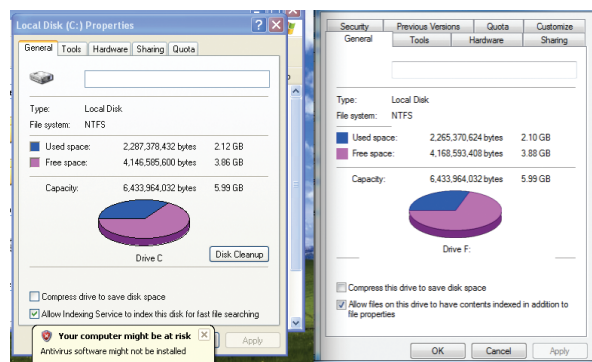 Local Disk (C:) Properties
General Tools Hardware Sharing Quota
Type: Local Disk
File system: NTFS
Used space: 2,287,378,432 bytes 2.12 GB
Free space: 4,146,585,600 bytes 3.86 GB
Capacity: 6,433,964,032 bytes 5.99 GB
Drive C
Disk Cleanup
Compress drive to save disk space
Allow Indexing Service to index this disk for fast file searching
Apply
Your computer might be at risk
Antivirus software might not be installed
Security Previous Versions Quota Customize
General Tools Hardware Sharing
Type: Local Disk
File system: NTFS
Used space: 2,265,370,624 bytes 2.10 GB
Free space: 4,168,593,408 bytes 3.88 GB
Capacity: 6,433,964,032 bytes 5.99 GB
Drive F:
Compress this drive to save disk space
Allow files on this drive to have contents indexed in addition to
file properties
OK Cancel Apply